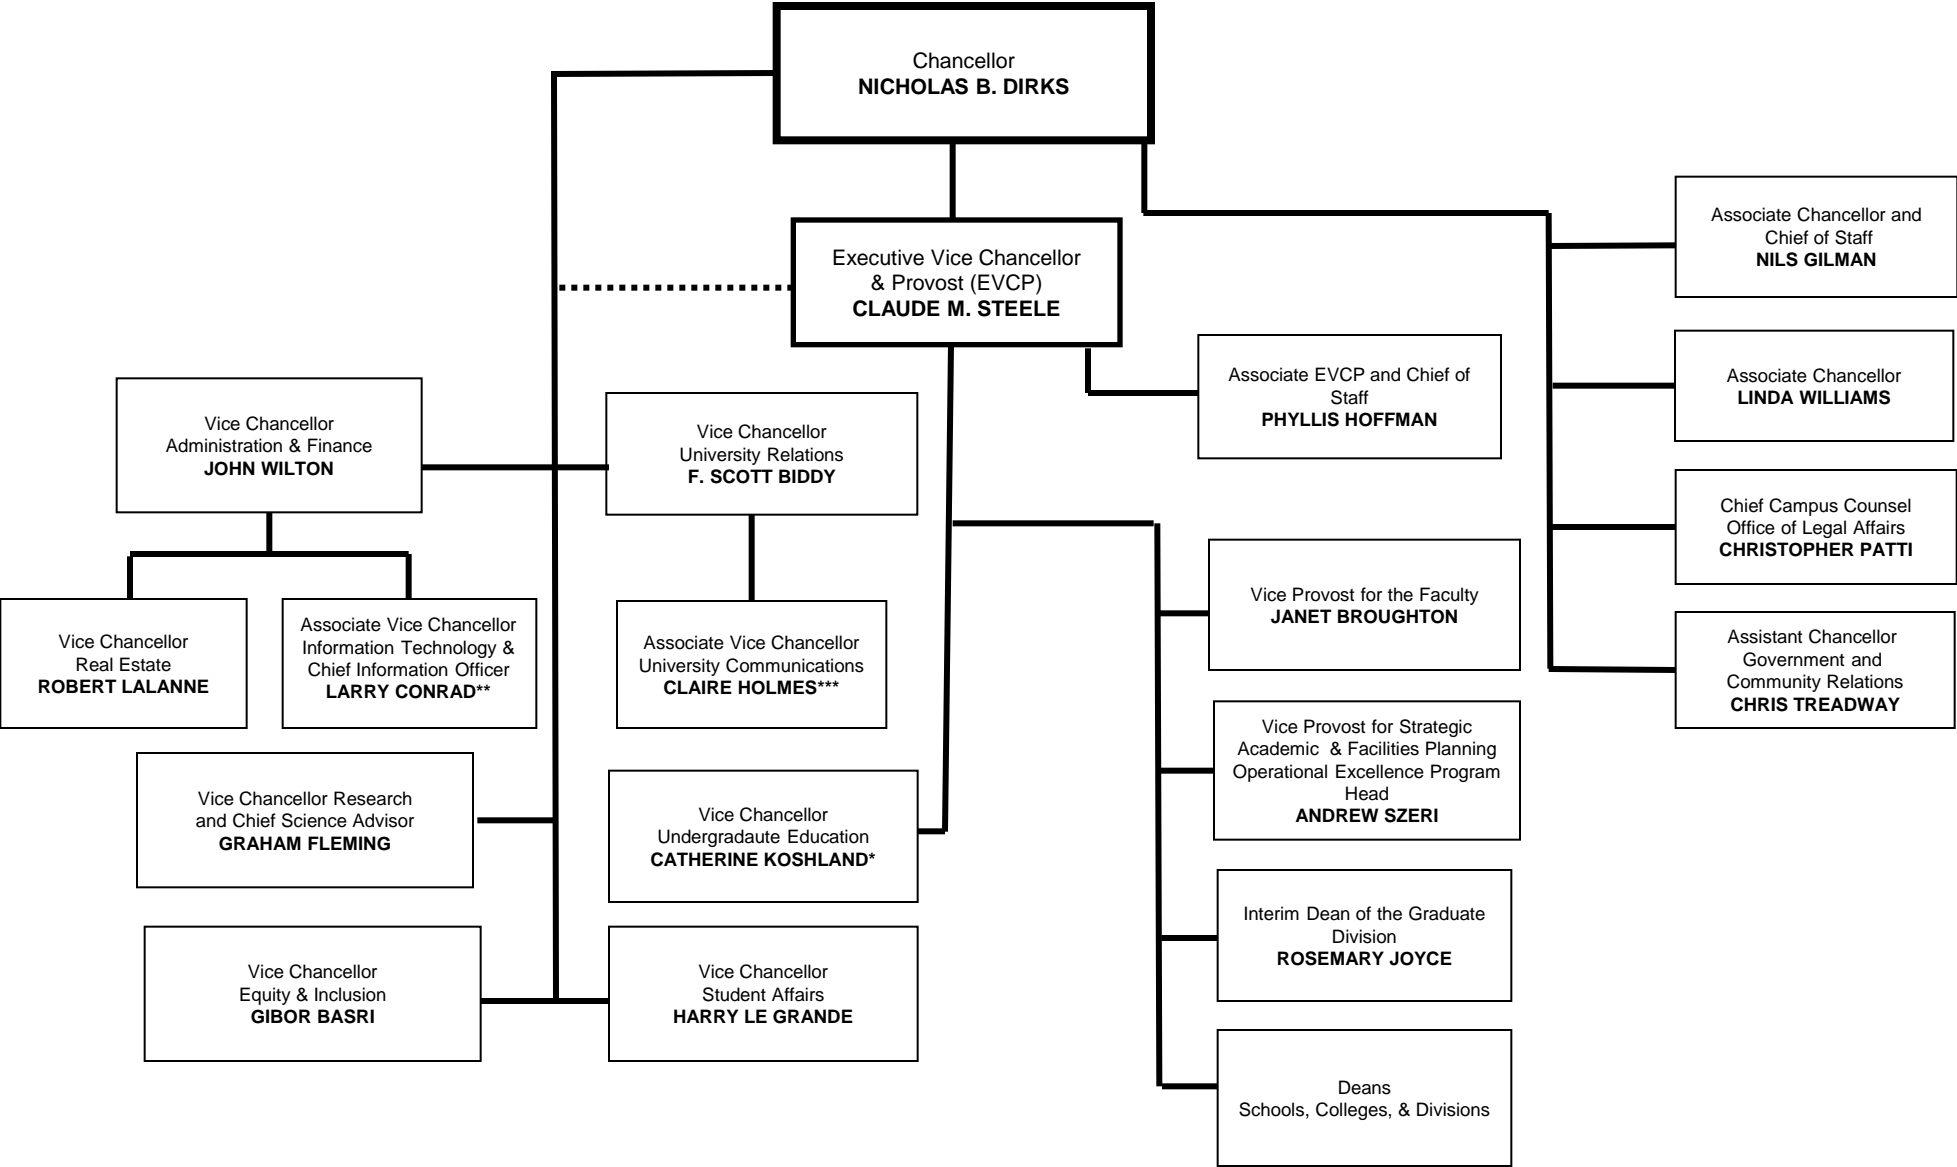 Chancellor
NICHOLAS B. DIRKS
Executive Vice Chancellor
& Provost (EVCP)
CLAUDE M. STEELE
Associate Chancellor and
Chief of Staff
NILS GILMAN
Associate EVCP and Chief of
Staff
PHYLLIS HOFFMAN
Associate Chancellor
LINDA WILLIAMS
Vice Chancellor
Administration & Finance
JOHN WILTON
Vice Chancellor
University Relations
F. SCOTT BIDDY
Chief Campus Counsel
Office of Legal Affairs
CHRISTOPHER PATTI
Vice Chancellor
Real Estate
ROBERT LALANNE
Associate Vice Chancellor
Information Technology &
Chief Information Officer
LARRY CONRAD**
Associate Vice Chancellor
University Communications
CLAIRE HOLMES***
Vice Provost for the Faculty
JANET BROUGHTON
Assistant Chancellor
Government and
Community Relations
CHRIS TREADWAY
Vice Chancellor Research
and Chief Science Advisor
GRAHAM FLEMING
Vice Chancellor
Undergradaute Education
CATHERINE KOSHLAND*
Vice Provost for Strategic
Academic & Facilities Planning
Operational Excellence Program
Head
ANDREW SZERI
Vice Chancellor
Equity & Inclusion
GIBOR BASRI
Vice Chancellor
Student Affairs
HARRY LE GRANDE
Interim Dean of the Graduate
Division
ROSEMARY JOYCE
Deans
Schools, Colleges, & Divisions